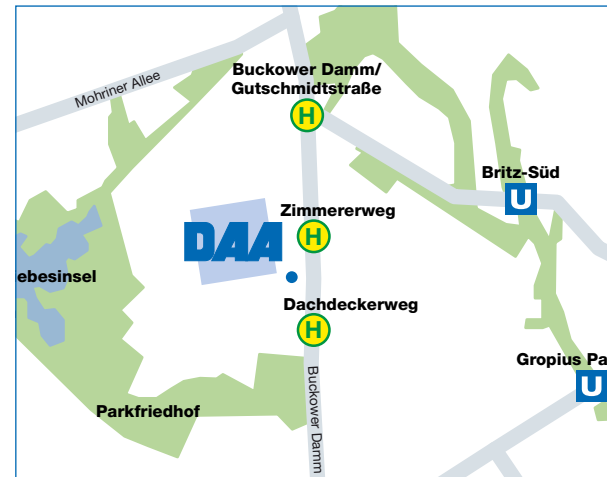 Buckower Damm/
Gutschmidtstraße
H
Mohriner Allee
Britz-Süd
U
Zimmererweg
DAA
H
ebesinsel
Dachdeckerweg
H
Gropius Pa
U
Buckower Damm
Parkfriedhof